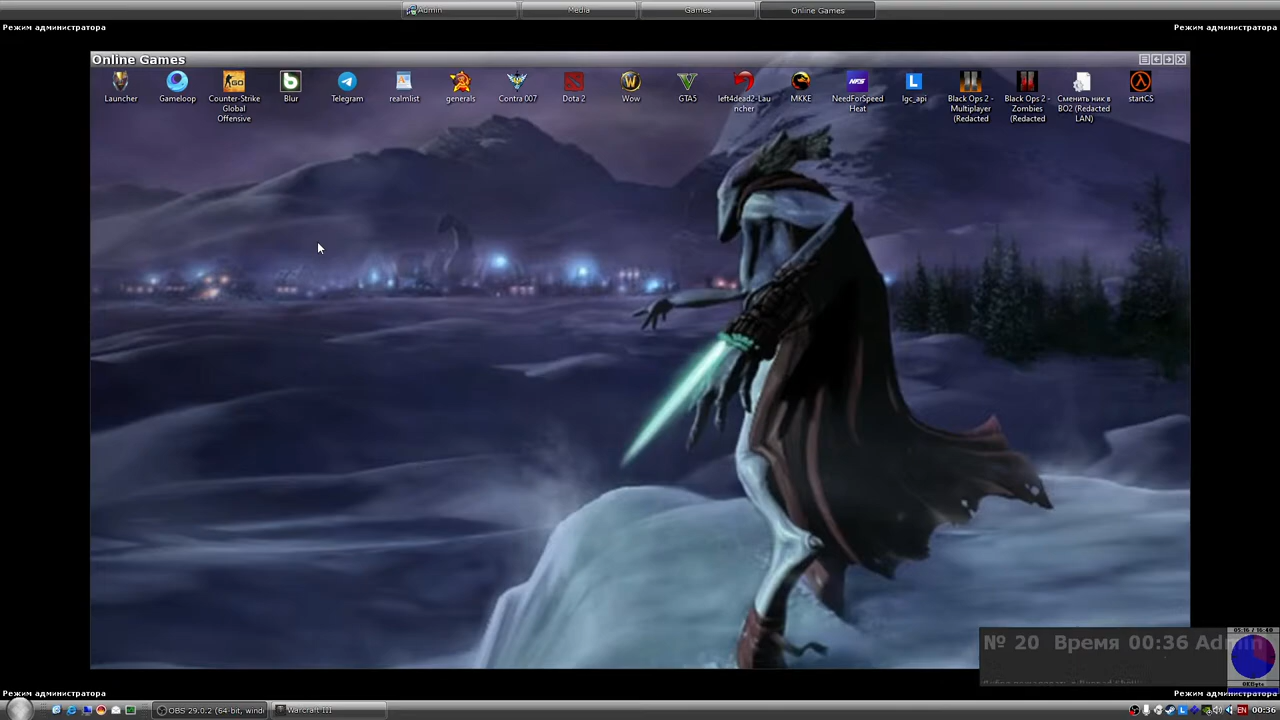 Admin
Media
Games
Online Games
Режим администратора
Режим администратора
Online Games
Launcher
Gameloop
Counter-Strike
Global
Offensive
Blur
Telegram
realmlist
generals
Contra 007
Dota 2
Wow
GTA5
left4dead2-Lau
ncher
MKKE
NeedForSpeed
Heat
lgc_api
Black Ops 2 -
Multiplayer
(Redacted
Black Ops 2 -
Zombies
(Redacted
Сменить ник в
BO2 (Redacted
LAN)
startCS
№ 20 Время 00:36 Admin
Режим администратора
Режим администратора
OBS 29.0.2 (64-bit, wind
Warcraft III
EN
00:36